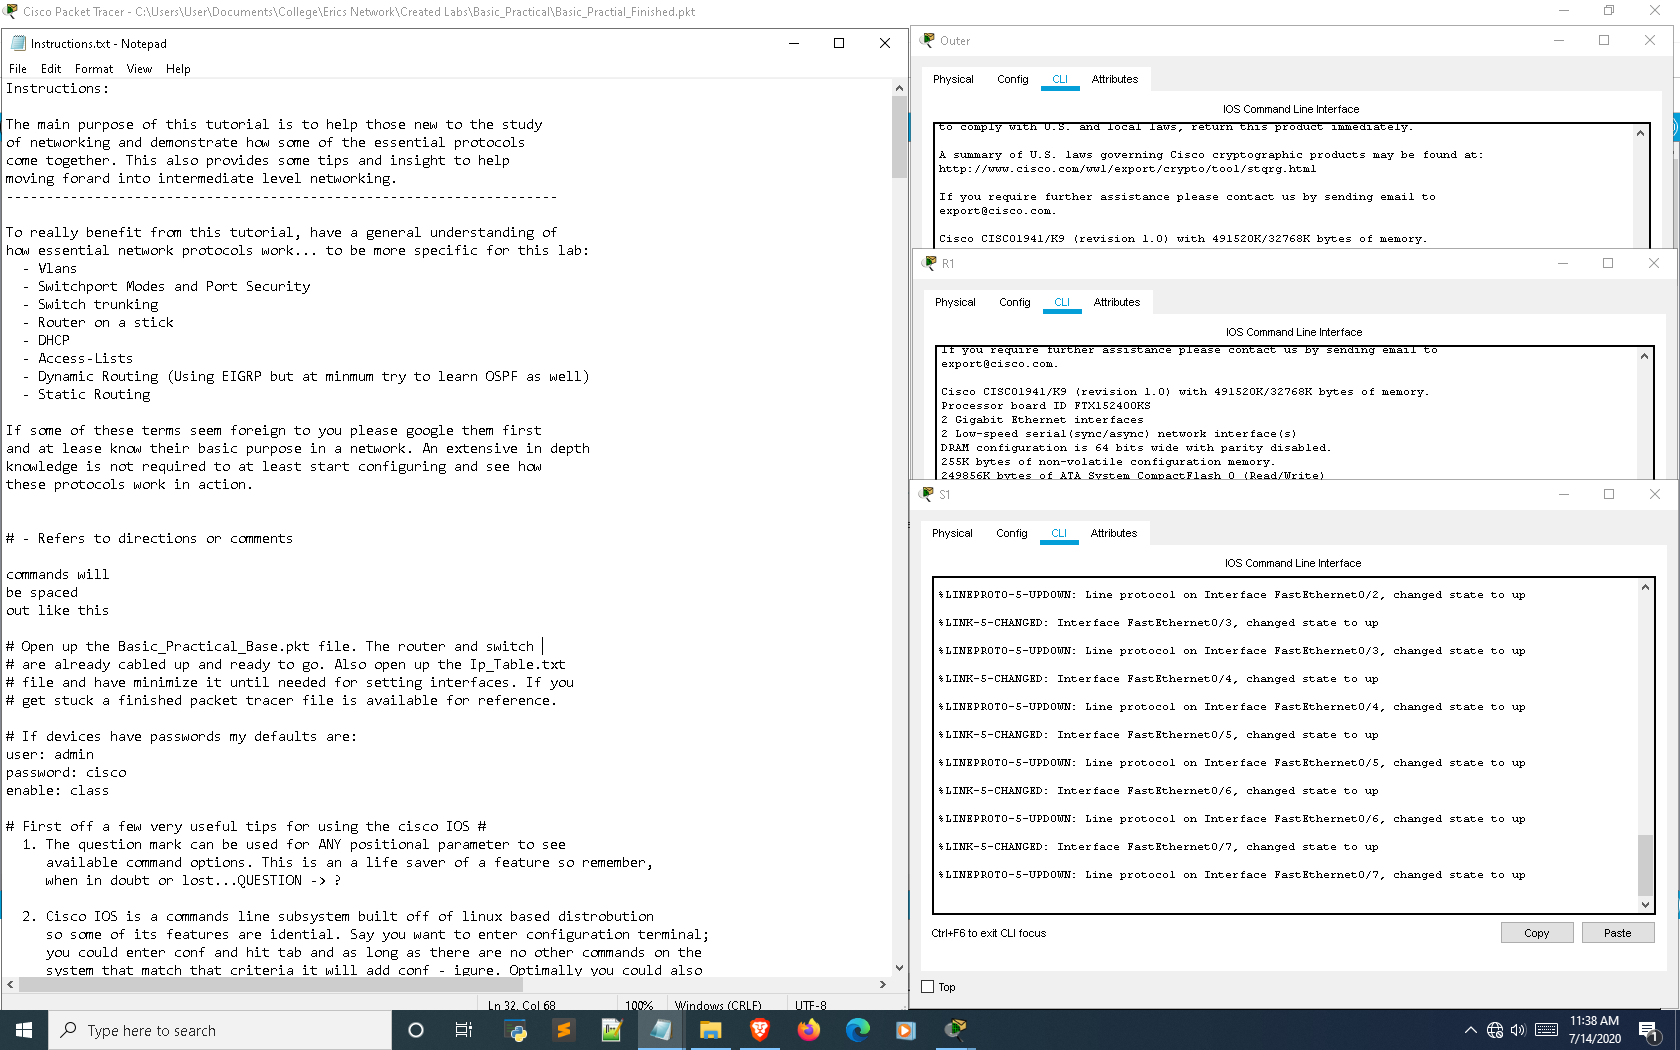 Cisco Packet Tracer - C:\Users\User\Documents\College\Erics Network\Created Labs\Basic_Practical\Basic_Practial_Finished.pkt
Instructions.txt - Notepad
File Edit Format View Help
Instructions:
The main purpose of this tutorial is to help those new to the study
of networking and demonstrate how some of the essential protocols
come together. This also provides some tips and insight to help
moving forard into intermediate level networking.
---------------------------------------------------------------------
To really benefit from this tutorial, have a general understanding of
how essential network protocols work... to be more specific for this lab:
- Vlans
- Switchport Modes and Port Security
- Switch trunking
- Router on a stick
- DHCP
- Access-Lists
- Dynamic Routing (Using EIGRP but at minmum try to learn OSPF as well)
- Static Routing
If some of these terms seem foreign to you please google them first
and at lease know their basic purpose in a network. An extensive in depth
knowledge is not required to at least start configuring and see how
these protocols work in action.
# - Refers to directions or comments
commands will
be spaced
out like this
# Open up the Basic_Practical_Base.pkt file. The router and switch
# are already cabled up and ready to go. Also open up the Ip_Table.txt
# file and have minimize it until needed for setting interfaces. If you
# get stuck a finished packet tracer file is available for reference.
# If devices have passwords my defaults are:
user: admin
password: cisco
enable: class
# First off a few very useful tips for using the cisco IOS #
1. The question mark can be used for ANY positional parameter to see
available command options. This is an a life saver of a feature so remember,
when in doubt or lost...QUESTION -> ?
2. Cisco IOS is a commands line subsystem built off of linux based distrobution
so some of its features are idential. Say you want to enter configuration terminal;
you could enter conf and hit tab and as long as there are no other commands on the
system that match that criteria it will add conf - igure. Optimally you could also
Ln 32, Col 68 100% Windows (CRLF) UTF-8
Outer
Physical Config CLI Attributes
IOS Command Line Interface
to comply with U.S. and local laws, return this product immediately.
A summary of U.S. laws governing Cisco cryptographic products may be found at:
http://www.cisco.com/wwl/export/crypto/tool/stqrg.html
If you require further assistance please contact us by sending email to
export@cisco.com.
Cisco CISCO1941/K9 (revision 1.0) with 491520K/32768K bytes of memory.
R1
Physical Config CLI Attributes
IOS Command Line Interface
If you require further assistance please contact us by sending email to
export@cisco.com.
Cisco CISCO1941/K9 (revision 1.0) with 491520K/32768K bytes of memory.
Processor board ID FTX152400KS
2 Gigabit Ethernet interfaces
2 Low-speed serial(sync/async) network interface(s)
DRAM configuration is 64 bits wide with parity disabled.
255K bytes of non-volatile configuration memory.
249856K bytes of ATA System CompactFlash 0 (Read/Write)
S1
Physical Config CLI Attributes
IOS Command Line Interface
%LINEPROTO-5-UPDOWN: Line protocol on Interface FastEthernet0/2, changed state to up
%LINK-5-CHANGED: Interface FastEthernet0/3, changed state to up
%LINEPROTO-5-UPDOWN: Line protocol on Interface FastEthernet0/3, changed state to up
%LINK-5-CHANGED: Interface FastEthernet0/4, changed state to up
%LINEPROTO-5-UPDOWN: Line protocol on Interface FastEthernet0/4, changed state to up
%LINK-5-CHANGED: Interface FastEthernet0/5, changed state to up
%LINEPROTO-5-UPDOWN: Line protocol on Interface FastEthernet0/5, changed state to up
%LINK-5-CHANGED: Interface FastEthernet0/6, changed state to up
%LINEPROTO-5-UPDOWN: Line protocol on Interface FastEthernet0/6, changed state to up
%LINK-5-CHANGED: Interface FastEthernet0/7, changed state to up
%LINEPROTO-5-UPDOWN: Line protocol on Interface FastEthernet0/7, changed state to up
Ctrl+F6 to exit CLI focus
Copy Paste
Top
Type here to search
11:38 AM
7/14/2020
1